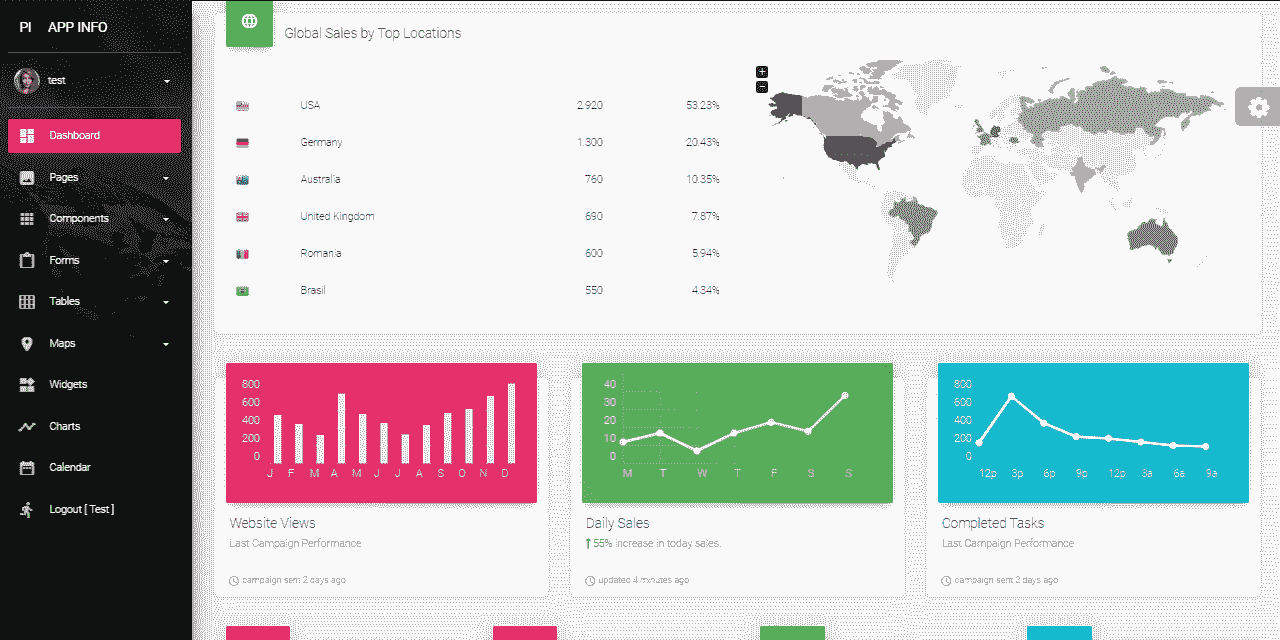 PI APP INFO
test
Dashboard
Pages
Components
Forms
Tables
Maps
Widgets
Charts
Calendar
Logout [ Test ]
Global Sales by Top Locations
USA 2.920 53.23%
Germany 1.300 20.43%
Australia 760 10.35%
United Kingdom 690 7.87%
Romania 600 5.94%
Brasil 550 4.34%
+
−
800
600
400
200
0
J F M A M J J A S O N D
Website Views
Last Campaign Performance
campaign sent 2 days ago
40
30
20
10
0
M T W T F S S
Daily Sales
55% increase in today sales.
updated 4 minutes ago
800
600
400
200
0
12p 3p 6p 9p 12p 3a 6a 9a
Completed Tasks
Last Campaign Performance
campaign sent 2 days ago